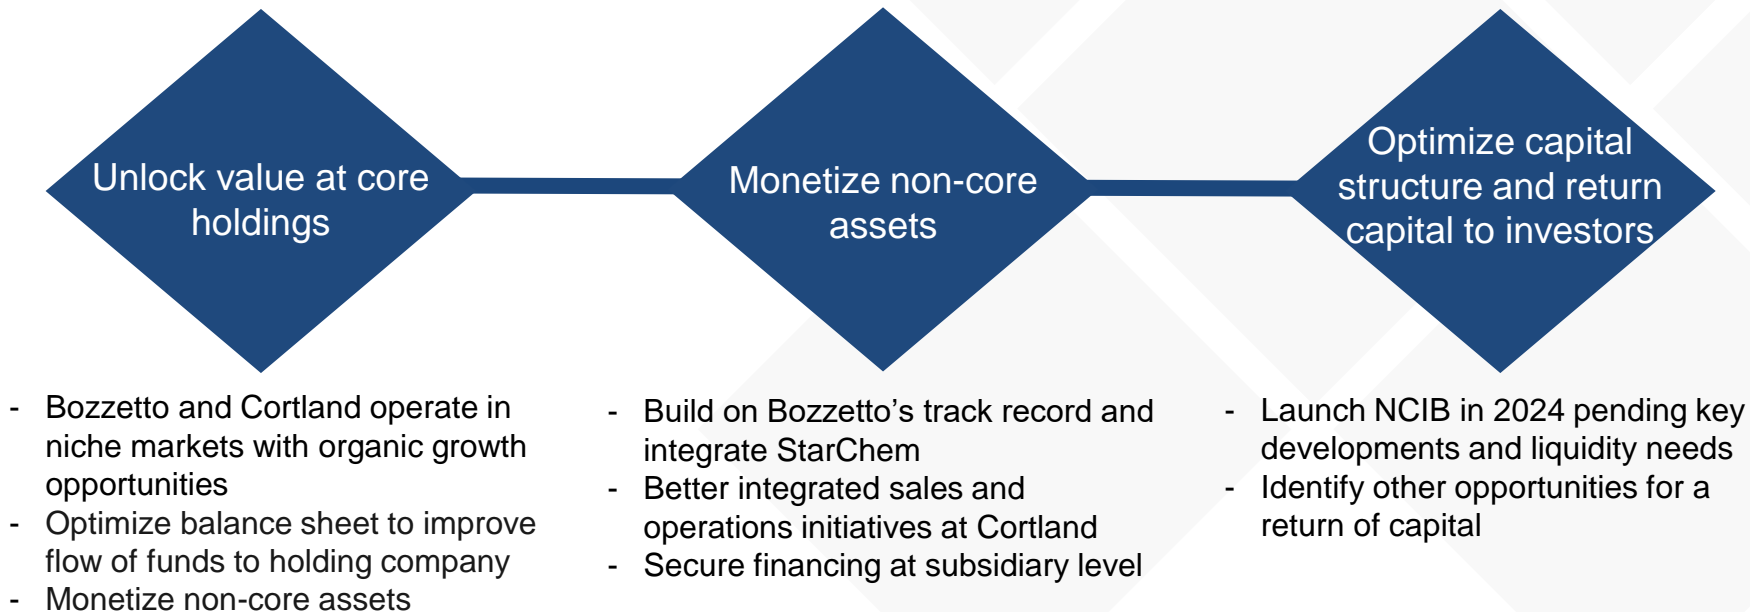 Unlock value at core
holdings
Monetize non-core
assets
Optimize capital
structure and return
capital to investors
- Bozzetto and Cortland operate in
niche markets with organic growth
opportunities
- Optimize balance sheet to improve
flow of funds to holding company
- Monetize non-core assets
- Build on Bozzetto’s track record and
integrate StarChem
- Better integrated sales and
operations initiatives at Cortland
- Secure financing at subsidiary level
- Launch NCIB in 2024 pending key
developments and liquidity needs
- Identify other opportunities for a
return of capital